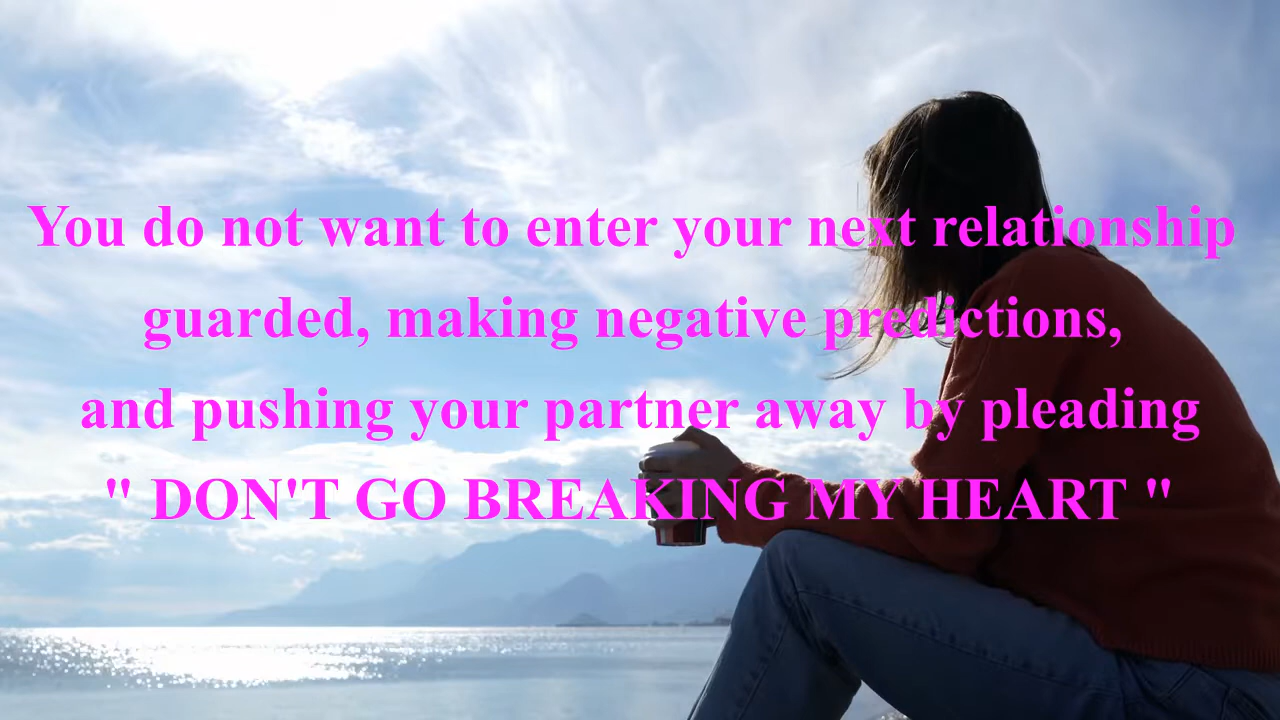 You do not want to enter your next relationship
guarded, making negative predictions,
and pushing your partner away by pleading
" DON'T GO BREAKING MY HEART "